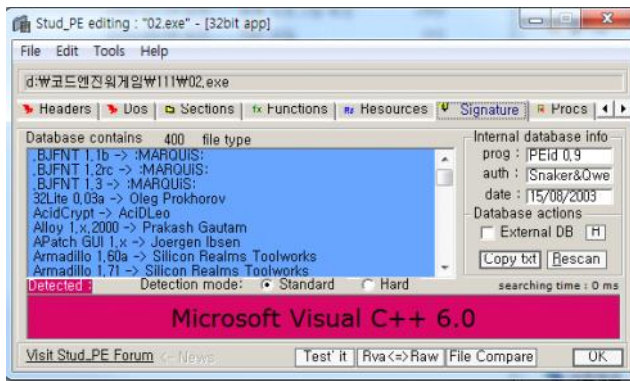 Stud_PE editing : "02.exe" - [32bit app]
File Edit Tools Help
d:₩코드엔진워게임₩111₩02.exe
Headers Dos Sections fx Functions Resources Signature Procs
Database contains 400 file type
.BJFNT 1.1b -> :MARQUIS:
.BJFNT 1.2rc -> :MARQUIS:
.BJFNT 1.3 -> :MARQUIS:
32Lite 0.03a -> Oleg Prokhorov
AcidCrypt -> AciDLeo
Alloy 1.x.2000 -> Prakash Gautam
APatch GUI 1.x -> Joergen Ibsen
Armadillo 1.60a -> Silicon Realms Toolworks
Armadillo 1.71 -> Silicon Realms Toolworks
Internal database info
prog : PEid 0.9
auth : Snaker&Qwe
date : 15/08/2003
Database actions
External DB H
Copy txt Rescan
Detected : Detection mode: Standard Hard searching time : 0 ms
Microsoft Visual C++ 6.0
Visit Stud_PE Forum <- News Test' it Rva<=>Raw File Compare OK